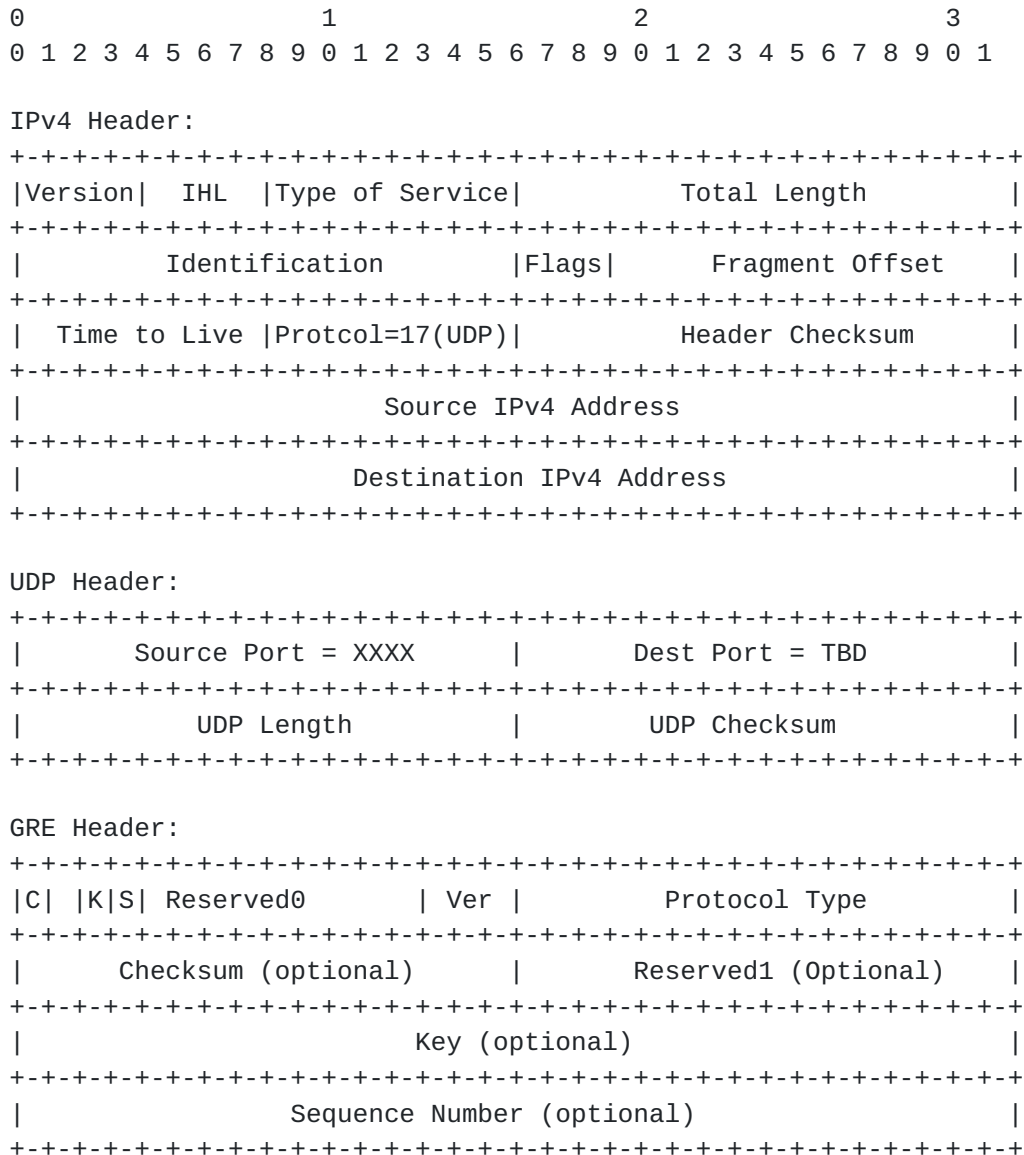 0                   1                   2                   3
0 1 2 3 4 5 6 7 8 9 0 1 2 3 4 5 6 7 8 9 0 1 2 3 4 5 6 7 8 9 0 1

IPv4 Header:
+-+-+-+-+-+-+-+-+-+-+-+-+-+-+-+-+-+-+-+-+-+-+-+-+-+-+-+-+-+-+-+-+
|Version|  IHL  |Type of Service|          Total Length         |
+-+-+-+-+-+-+-+-+-+-+-+-+-+-+-+-+-+-+-+-+-+-+-+-+-+-+-+-+-+-+-+-+
|         Identification        |Flags|      Fragment Offset    |
+-+-+-+-+-+-+-+-+-+-+-+-+-+-+-+-+-+-+-+-+-+-+-+-+-+-+-+-+-+-+-+-+
|  Time to Live |Protcol=17(UDP)|          Header Checksum      |
+-+-+-+-+-+-+-+-+-+-+-+-+-+-+-+-+-+-+-+-+-+-+-+-+-+-+-+-+-+-+-+-+
|                       Source IPv4 Address                     |
+-+-+-+-+-+-+-+-+-+-+-+-+-+-+-+-+-+-+-+-+-+-+-+-+-+-+-+-+-+-+-+-+
|                     Destination IPv4 Address                  |
+-+-+-+-+-+-+-+-+-+-+-+-+-+-+-+-+-+-+-+-+-+-+-+-+-+-+-+-+-+-+-+-+

UDP Header:
+-+-+-+-+-+-+-+-+-+-+-+-+-+-+-+-+-+-+-+-+-+-+-+-+-+-+-+-+-+-+-+-+
|       Source Port = XXXX      |       Dest Port = TBD         |
+-+-+-+-+-+-+-+-+-+-+-+-+-+-+-+-+-+-+-+-+-+-+-+-+-+-+-+-+-+-+-+-+
|           UDP Length          |        UDP Checksum           |
+-+-+-+-+-+-+-+-+-+-+-+-+-+-+-+-+-+-+-+-+-+-+-+-+-+-+-+-+-+-+-+-+

GRE Header:
+-+-+-+-+-+-+-+-+-+-+-+-+-+-+-+-+-+-+-+-+-+-+-+-+-+-+-+-+-+-+-+-+
|C| |K|S| Reserved0       | Ver |         Protocol Type         |
+-+-+-+-+-+-+-+-+-+-+-+-+-+-+-+-+-+-+-+-+-+-+-+-+-+-+-+-+-+-+-+-+
|      Checksum (optional)      |       Reserved1 (Optional)    |
+-+-+-+-+-+-+-+-+-+-+-+-+-+-+-+-+-+-+-+-+-+-+-+-+-+-+-+-+-+-+-+-+
|                         Key (optional)                        |
+-+-+-+-+-+-+-+-+-+-+-+-+-+-+-+-+-+-+-+-+-+-+-+-+-+-+-+-+-+-+-+-+
|                 Sequence Number (optional)                    |
+-+-+-+-+-+-+-+-+-+-+-+-+-+-+-+-+-+-+-+-+-+-+-+-+-+-+-+-+-+-+-+-+